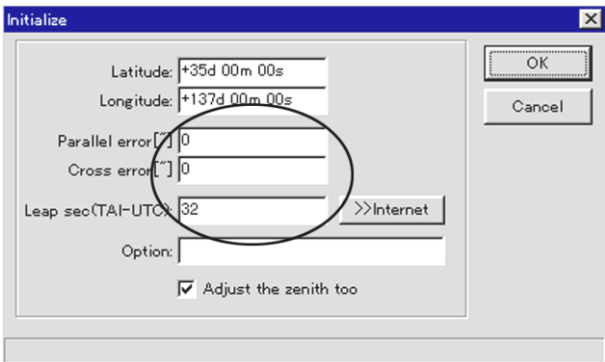 Initialize
Latitude: +35d 00m 00s
OK
Longitude: +137d 00m 00s
Cancel
Parallel error[″] 0
Cross error[″] 0
Leap sec(TAI-UTC): 32 >>Internet
Option:
Adjust the zenith too